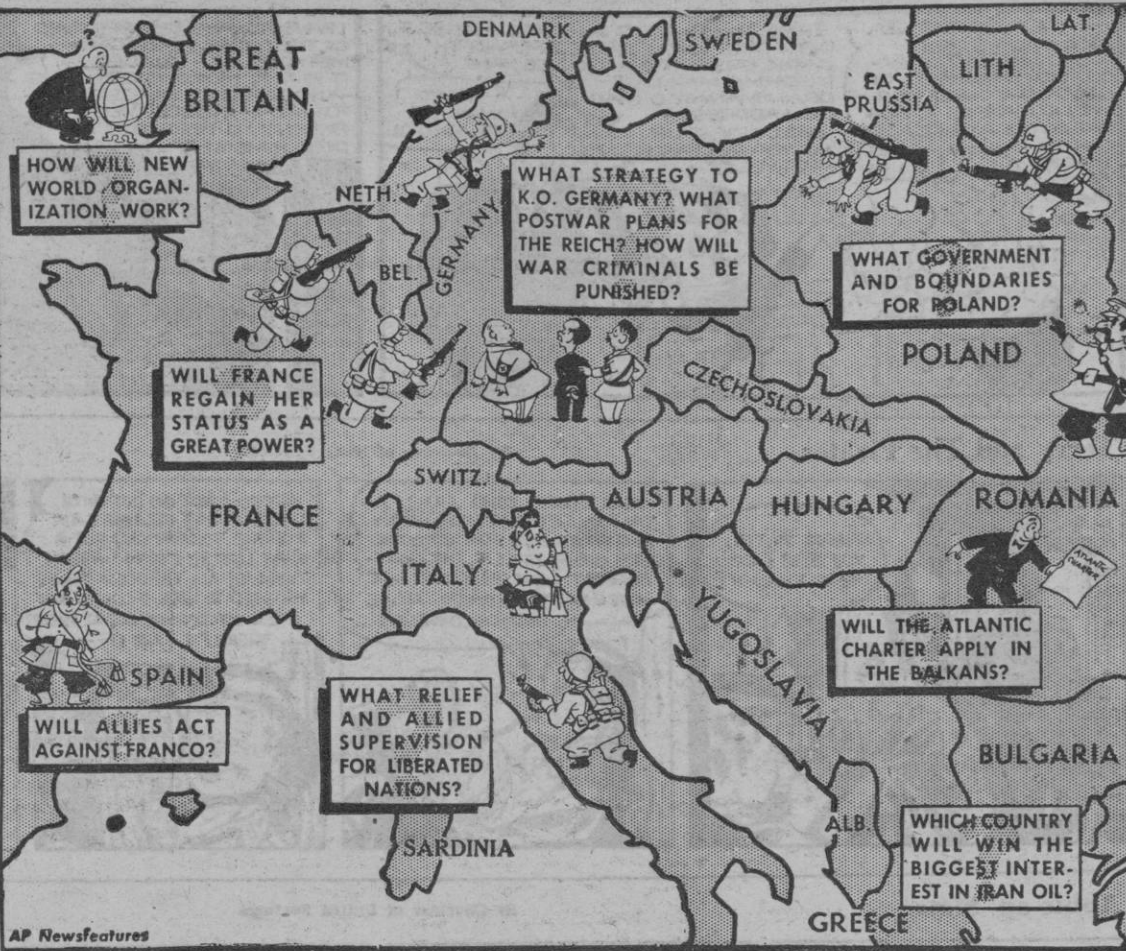 DENMARK
SWEDEN
LAT.
LITH.
?
GREAT
BRITAIN
EAST
PRUSSIA
HOW WILL NEW
WORLD ORGAN-
IZATION WORK?
NETH.
GERMANY
WHAT STRATEGY TO
K.O. GERMANY? WHAT
POSTWAR PLANS FOR
THE REICH? HOW WILL
WAR CRIMINALS BE
PUNISHED?
BEL.
WHAT GOVERNMENT
AND BOUNDARIES
FOR POLAND?
POLAND
WILL FRANCE
REGAIN HER
STATUS AS A
GREAT POWER?
CZECHOSLOVAKIA
SWITZ.
AUSTRIA
HUNGARY
ROMANIA
FRANCE
ITALY
ATLANTIC
CHARTER
YUGOSLAVIA
WILL THE ATLANTIC
CHARTER APPLY IN
THE BALKANS?
SPAIN
WILL ALLIES ACT
AGAINST FRANCO?
WHAT RELIEF
AND ALLIED
SUPERVISION
FOR LIBERATED
NATIONS?
BULGARIA
SARDINIA
ALB.
WHICH COUNTRY
WILL WIN THE
BIGGEST INTER-
EST IN IRAN OIL?
GREECE
AP Newsfeatures